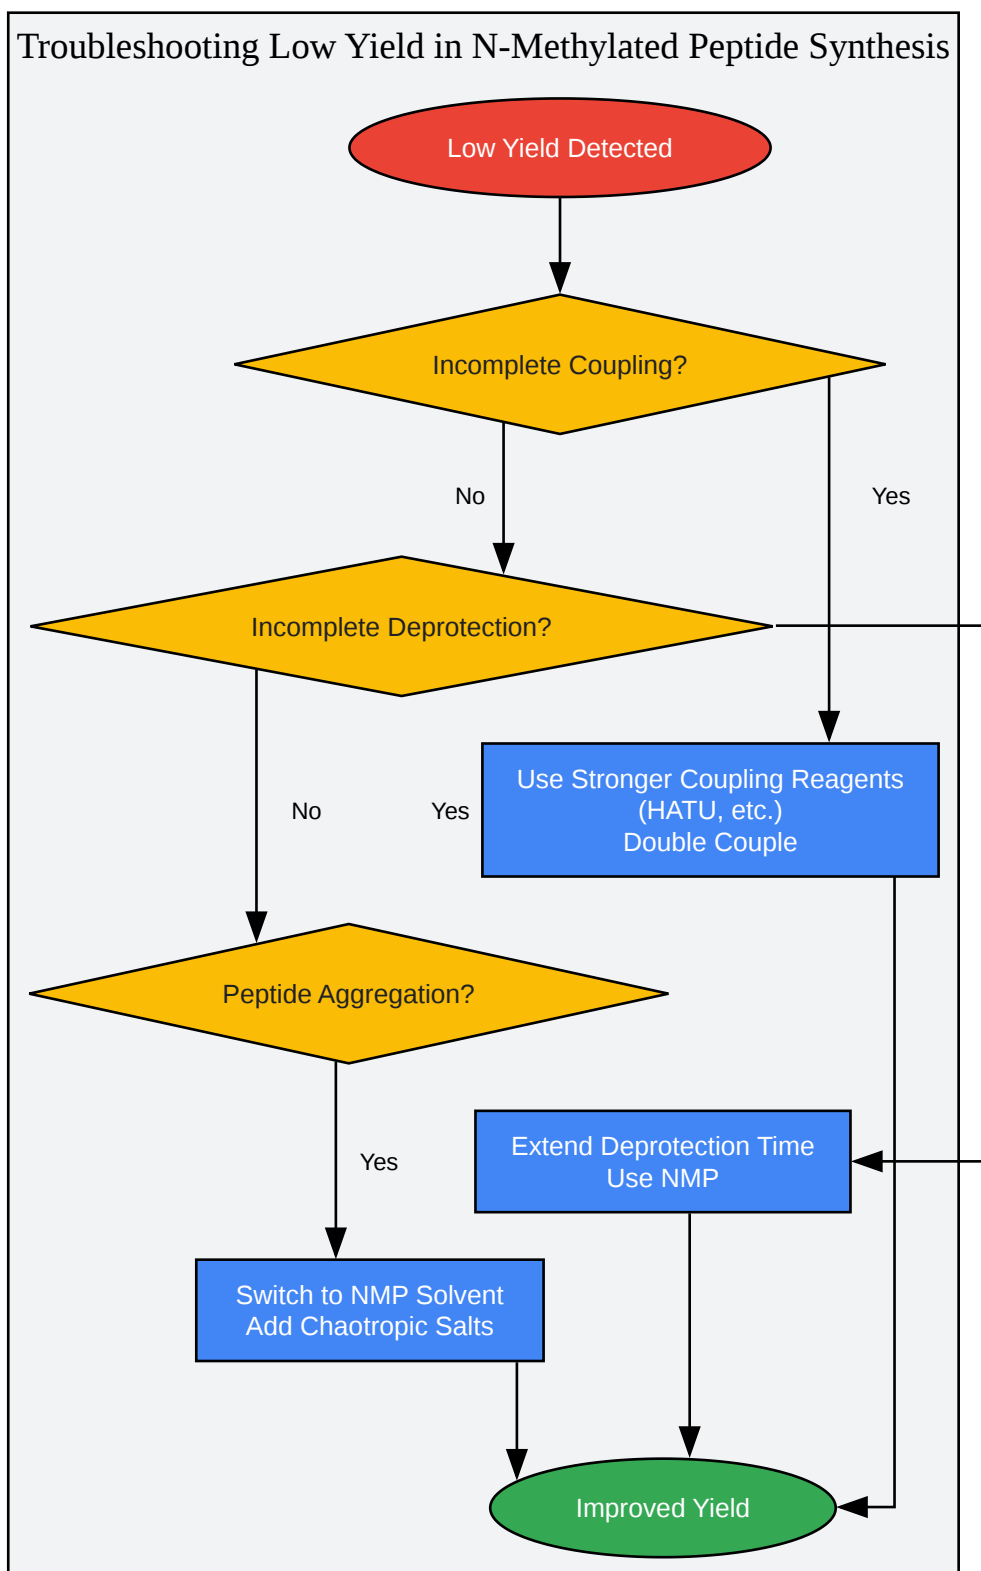 Troubleshooting Low Yield in N-Methylated Peptide Synthesis
Low Yield Detected
Incomplete Coupling?
No
Yes
Incomplete Deprotection?
Use Stronger Coupling Reagents
(HATU, etc.)
Double Couple
No
Yes
Peptide Aggregation?
Yes
Extend Deprotection Time
Use NMP
Switch to NMP Solvent
Add Chaotropic Salts
Improved Yield